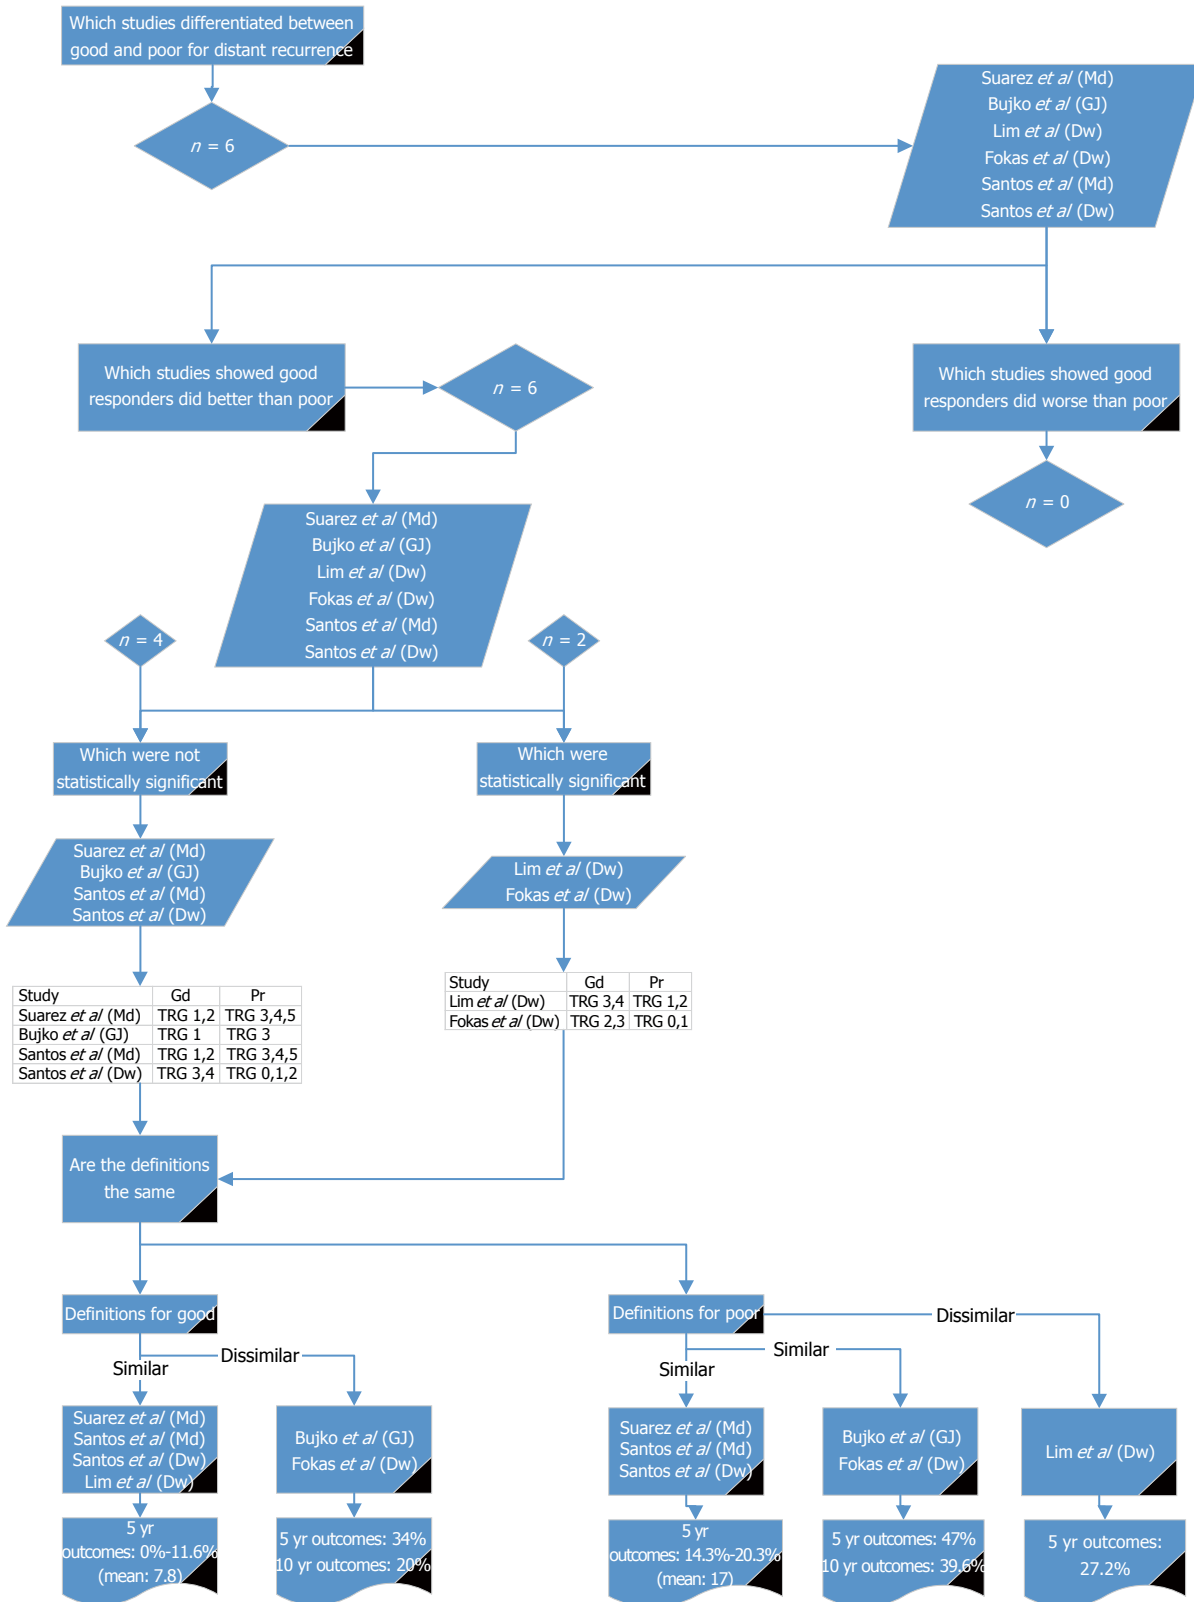 Which studies differentiated between
good and poor for distant recurrence
n = 6
Suarez et al (Md)
Bujko et al (GJ)
Lim et al (Dw)
Fokas et al (Dw)
Santos et al (Md)
Santos et al (Dw)
Which studies showed good
responders did better than poor
n = 6
Which studies showed good
responders did worse than poor
n = 0
Suarez et al (Md)
Bujko et al (GJ)
Lim et al (Dw)
Fokas et al (Dw)
Santos et al (Md)
Santos et al (Dw)
n = 4
n = 2
Which were not
statistically significant
Which were
statistically significant
Suarez et al (Md)
Bujko et al (GJ)
Santos et al (Md)
Santos et al (Dw)
Lim et al (Dw)
Fokas et al (Dw)
Study Gd Pr
Suarez et al (Md) TRG 1,2 TRG 3,4,5
Bujko et al (GJ) TRG 1 TRG 3
Santos et al (Md) TRG 1,2 TRG 3,4,5
Santos et al (Dw) TRG 3,4 TRG 0,1,2
Study Gd Pr
Lim et al (Dw) TRG 3,4 TRG 1,2
Fokas et al (Dw) TRG 2,3 TRG 0,1
Are the definitions
the same
Definitions for good
Definitions for poor
Dissimilar
Similar
Dissimilar
Similar
Similar
Suarez et al (Md)
Santos et al (Md)
Santos et al (Dw)
Lim et al (Dw)
Bujko et al (GJ)
Fokas et al (Dw)
Suarez et al (Md)
Santos et al (Md)
Santos et al (Dw)
Bujko et al (GJ)
Fokas et al (Dw)
Lim et al (Dw)
5 yr
outcomes: 0%-11.6%
(mean: 7.8)
5 yr outcomes: 34%
10 yr outcomes: 20%
5 yr
outcomes: 14.3%-20.3%
(mean: 17)
5 yr outcomes: 47%
10 yr outcomes: 39.6%
5 yr outcomes:
27.2%